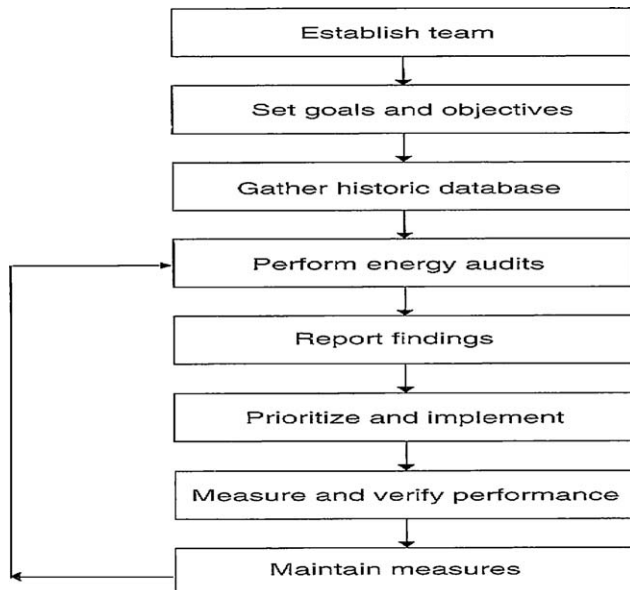 Establish team
Set goals and objectives
Gather historic database
Perform energy audits
Report findings
Prioritize and implement
Measure and verify performance
Maintain measures